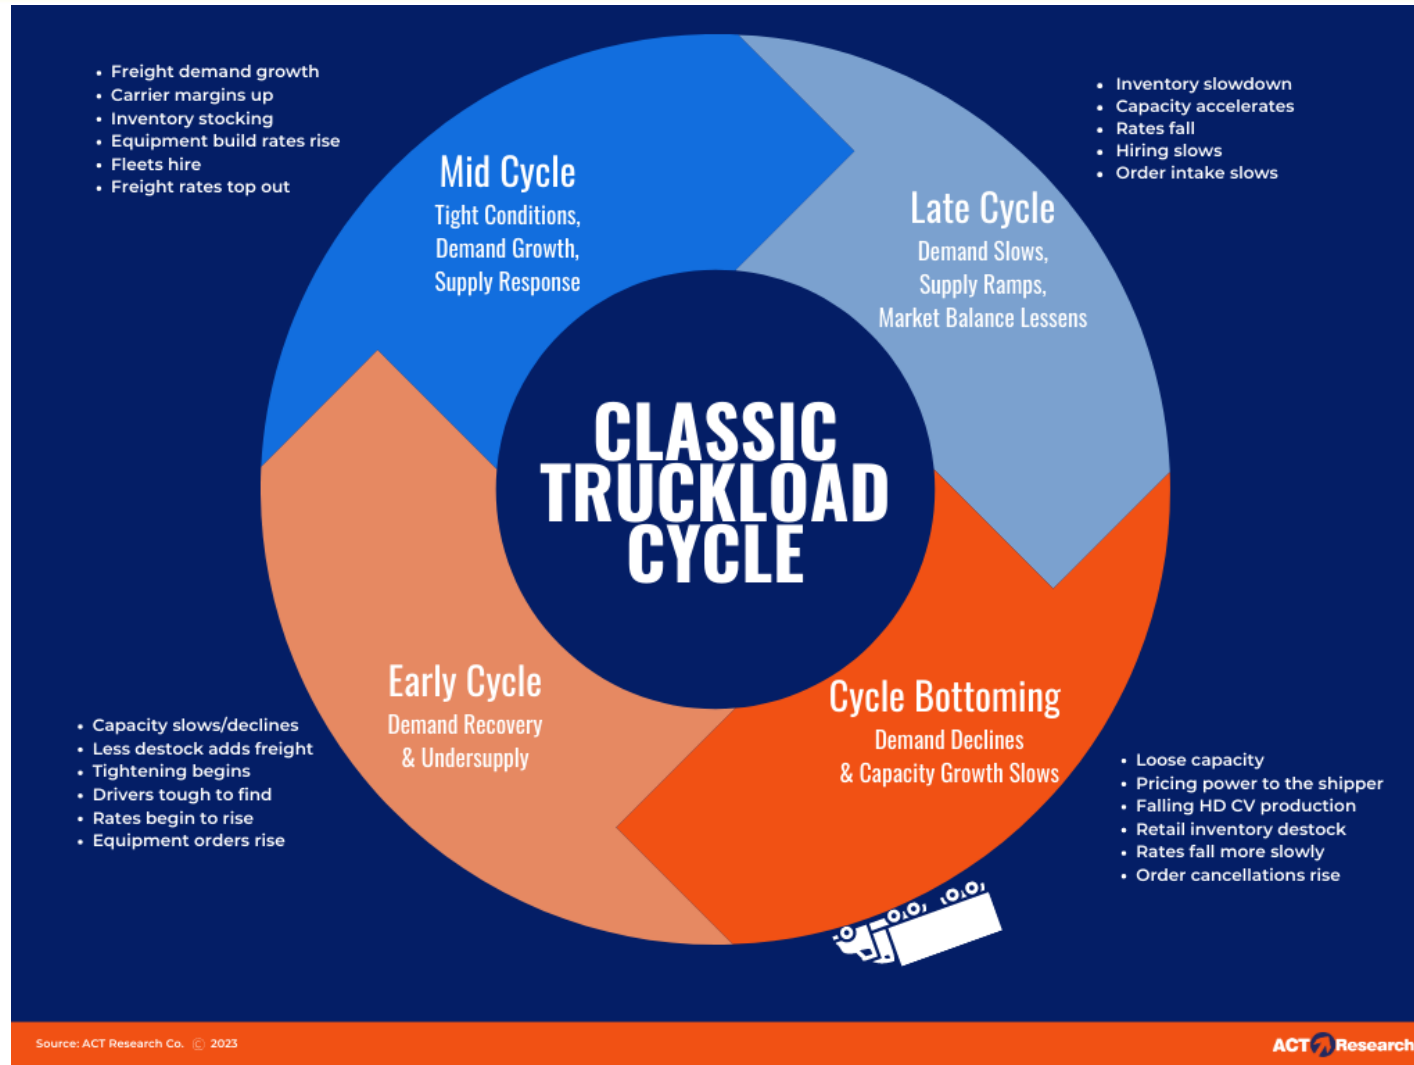 • Freight demand growth
• Carrier margins up
• Inventory stocking
• Equipment build rates rise
• Fleets hire
• Freight rates top out
Mid Cycle
Tight Conditions,
Demand Growth,
Supply Response
• Inventory slowdown
• Capacity accelerates
• Rates fall
• Hiring slows
• Order intake slows
Late Cycle
Demand Slows,
Supply Ramps,
Market Balance Lessens
CLASSIC
TRUCKLOAD
CYCLE
Early Cycle
Demand Recovery
& Undersupply
• Capacity slows/declines
• Less destock adds freight
• Tightening begins
• Drivers tough to find
• Rates begin to rise
• Equipment orders rise
Cycle Bottoming
Demand Declines
& Capacity Growth Slows
• Loose capacity
• Pricing power to the shipper
• Falling HD CV production
• Retail inventory destock
• Rates fall more slowly
• Order cancellations rise
Source: ACT Research Co. © 2023
ACT Research